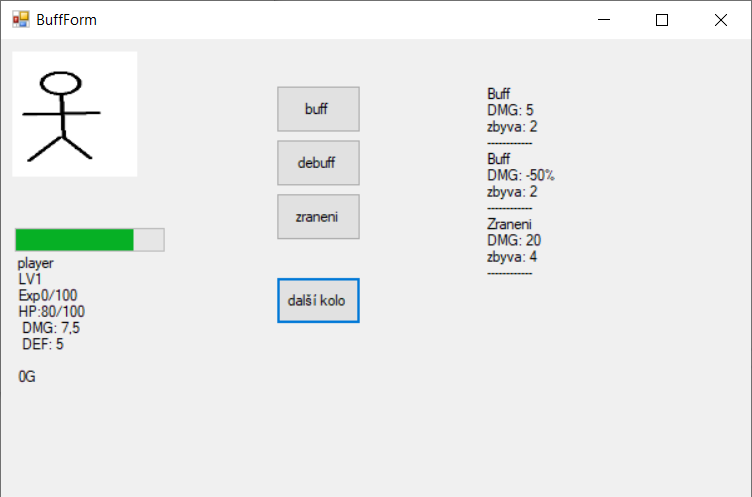 BuffForm
buff
debuff
zraneni
další kolo
player
LV1
Exp0/100
HP:80/100
DMG: 7,5
DEF: 5
0G
Buff
DMG: 5
zbyva: 2
------------
Buff
DMG: -50%
zbyva: 2
------------
Zraneni
DMG: 20
zbyva: 4
------------